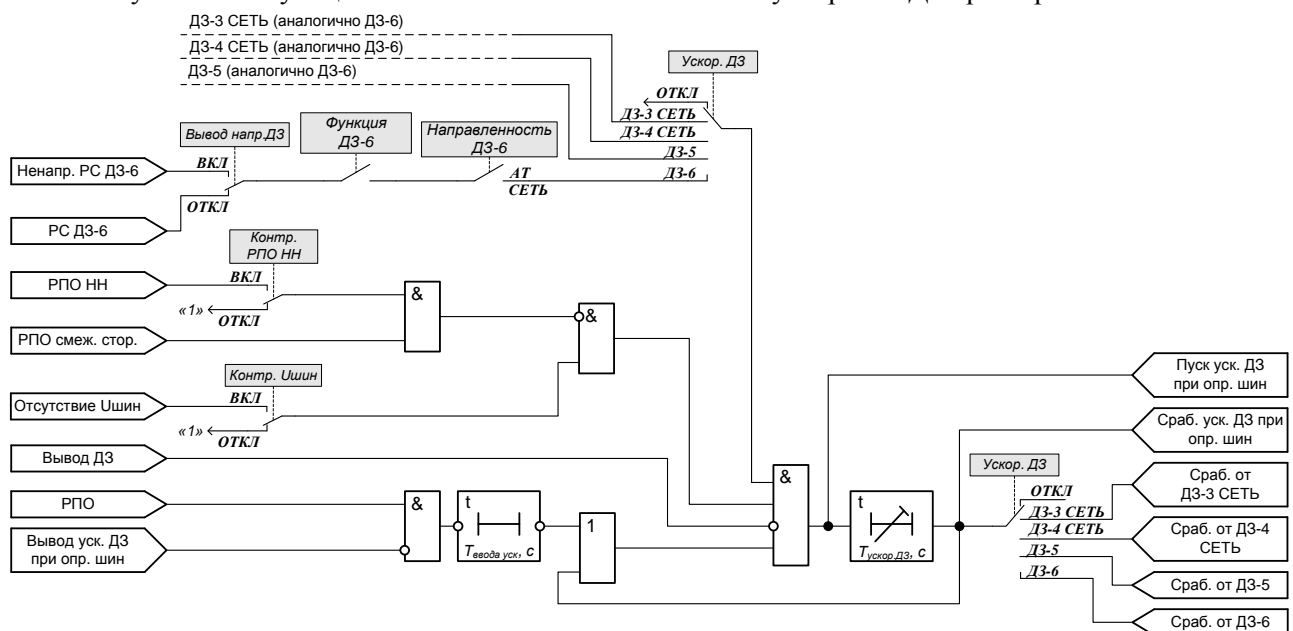 ДЗ-3 СЕТЬ (аналогично ДЗ-6)
ДЗ-4 СЕТЬ (аналогично ДЗ-6)
ДЗ-5 (аналогично ДЗ-6)
Ускор. ДЗ
ОТКЛ
ДЗ-3 СЕТЬ
ДЗ-4 СЕТЬ
ДЗ-5
ДЗ-6
Вывод напр.ДЗ
Функция
ДЗ-6
Направленность
ДЗ-6
Ненапр. РС ДЗ-6
ВКЛ
АТ
СЕТЬ
ОТКЛ
РС ДЗ-6
Контр.
РПО НН
РПО НН
ВКЛ
«1»
ОТКЛ
&
&
РПО смеж. стор.
Контр. Uшин
Отсутствие Uшин
ВКЛ
«1»
ОТКЛ
Вывод ДЗ
РПО
Вывод уск. ДЗ
при опр. шин
&
t
Tввода уск, с
1
&
t
Tускор.ДЗ, с
Пуск уск. ДЗ
при опр. шин
Сраб. уск. ДЗ при
опр. шин
Ускор. ДЗ
ОТКЛ
ДЗ-3 СЕТЬ
ДЗ-4 СЕТЬ
ДЗ-5
ДЗ-6
Сраб. от
ДЗ-3 СЕТЬ
Сраб. от ДЗ-4
СЕТЬ
Сраб. от ДЗ-5
Сраб. от ДЗ-6